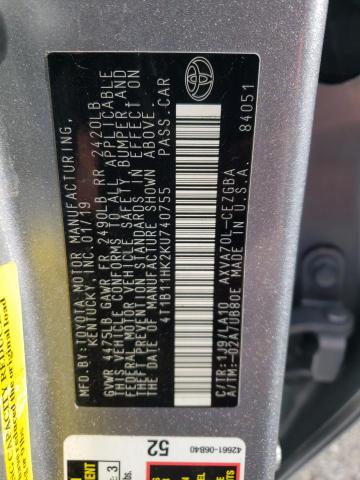 MFD. BY: TOYOTA MOTOR MANUFACTURING,
KENTUCKY, INC. 01/19
GVWR 4475LB GAWR FR 2490LB RR 2420LB
THIS VEHICLE CONFORMS TO ALL APPLICABLE
FEDERAL MOTOR VEHICLE SAFETY, BUMPER, AND
THEFT PREVENTION STANDARDS IN EFFECT ON
THE DATE OF MANUFACTURE SHOWN ABOVE.
4T1B11HK2KU740755 PASS.CAR
C/TR:1J9/LA10 AXVA70L-CEZGBA
A/TM:-02A/UB80E MADE IN U.S.A.
84051
42661-06840
52